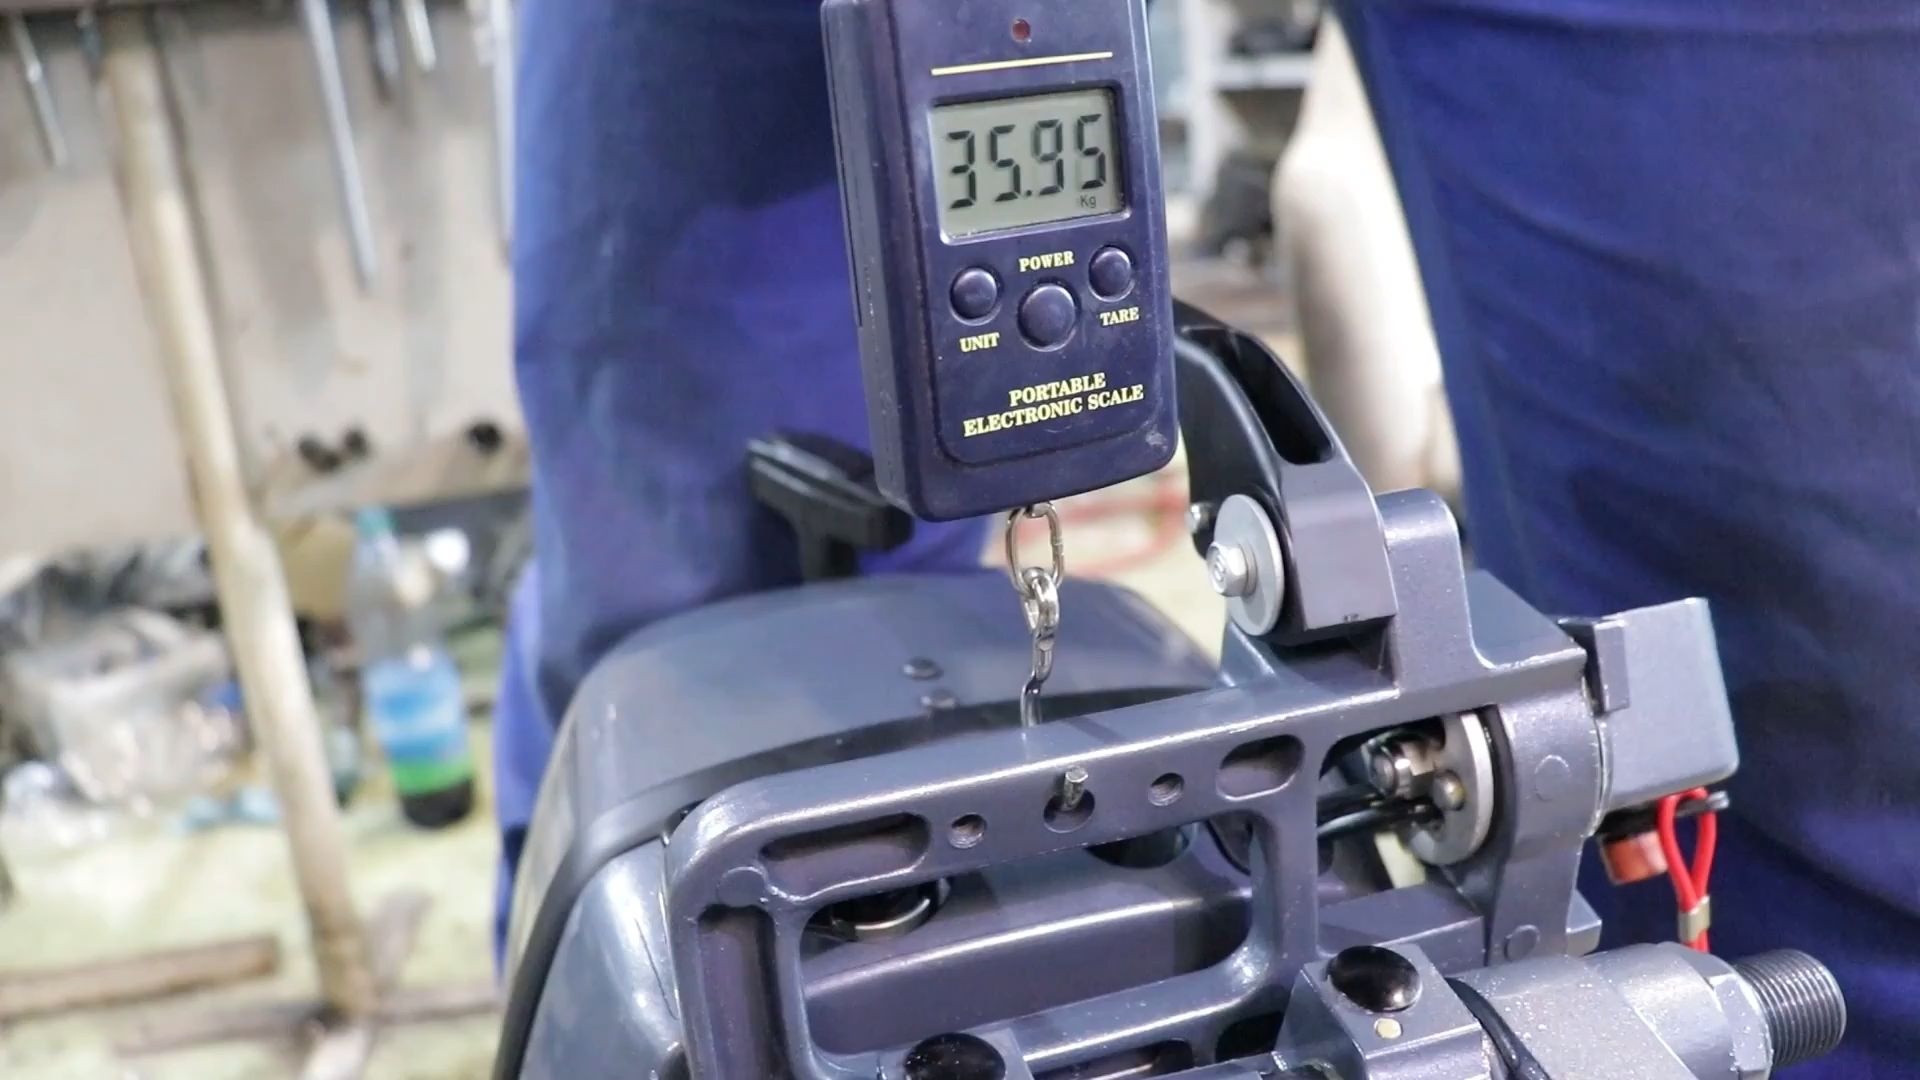 35.95
Kg
POWER
UNIT
TARE
PORTABLE
ELECTRONIC SCALE